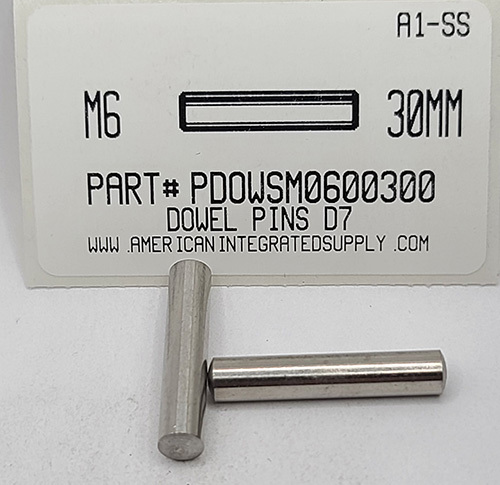 A1-SS
M6 30MM
PART# PDOWSM0600300
DOWEL PINS D7
WWW .AMERICANINTEGRATEDSUPPLY .COM